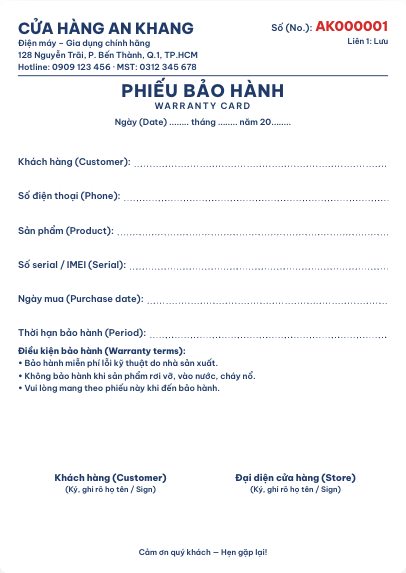 CỬA HÀNG AN KHANG
Điện máy – Gia dụng chính hãng
128 Nguyễn Trãi, P. Bến Thành, Q.1, TP.HCM
Hotline: 0909 123 456 · MST: 0312 345 678
Số (No.): AK000001
Liên 1: Lưu
PHIẾU BẢO HÀNH
WARRANTY CARD
Ngày (Date) ........ tháng ........ năm 20........
Khách hàng (Customer):
Số điện thoại (Phone):
Sản phẩm (Product):
Số serial / IMEI (Serial):
Ngày mua (Purchase date):
Thời hạn bảo hành (Period):
Điều kiện bảo hành (Warranty terms):
• Bảo hành miễn phí lỗi kỹ thuật do nhà sản xuất.
• Không bảo hành khi sản phẩm rơi vỡ, vào nước, cháy nổ.
• Vui lòng mang theo phiếu này khi đến bảo hành.
Khách hàng (Customer)
(Ký, ghi rõ họ tên / Sign)
Đại diện cửa hàng (Store)
(Ký, ghi rõ họ tên / Sign)
Cảm ơn quý khách — Hẹn gặp lại!